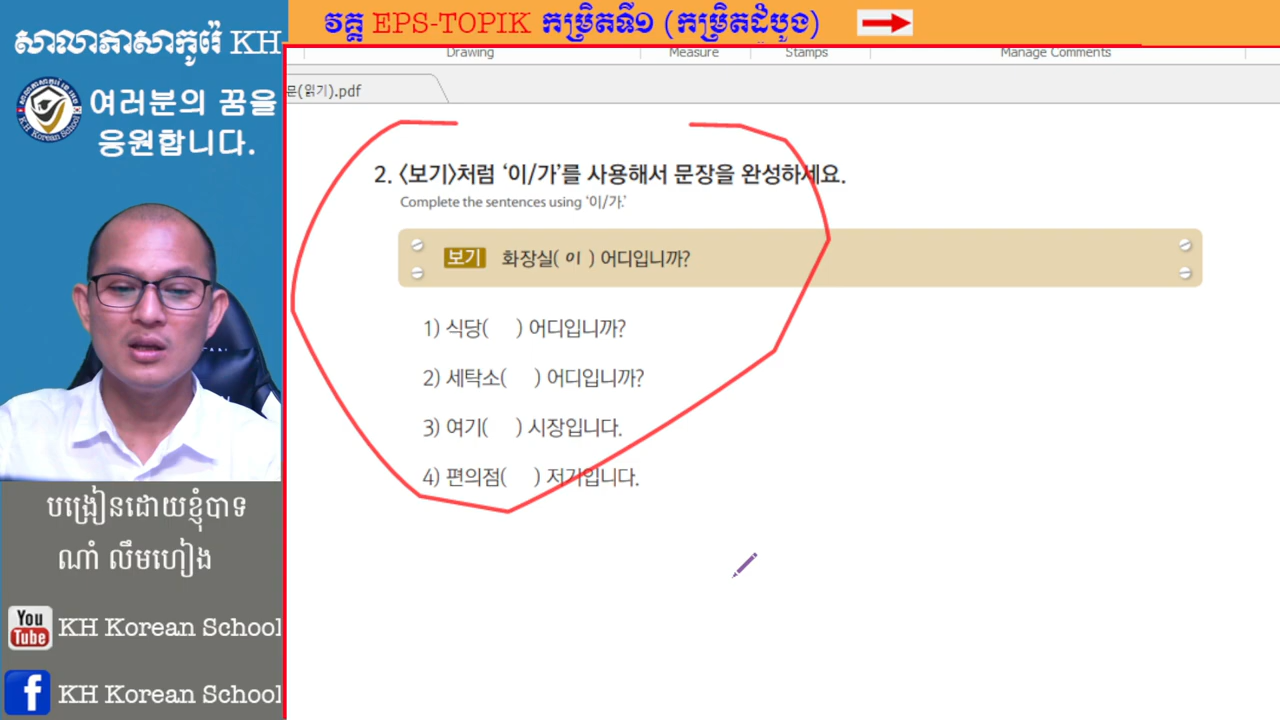 សាលាភាសាកូរ៉េ KH
여러분의 꿈을
응원합니다.
វគ្គ EPS-TOPIK កម្រិតទី១ (កម្រិតដំបូង)
Drawing Measure Stamps Manage Comments
문(읽기).pdf
2. 〈보기〉처럼 ‘이/가’를 사용해서 문장을 완성하세요.
Complete the sentences using ‘이/가.’
보기 화장실( 이 ) 어디입니까?
1) 식당( ) 어디입니까?
2) 세탁소( ) 어디입니까?
3) 여기( ) 시장입니다.
4) 편의점( ) 저기입니다.
បង្រៀនដោយខ្ញុំបាទ
ណាំ លឹមហៀង
You Tube KH Korean School
f KH Korean School